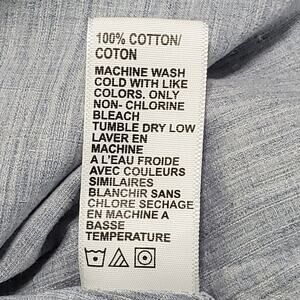 100% COTTON/
COTON
MACHINE WASH
COLD WITH LIKE
COLORS. ONLY
NON- CHLORINE
BLEACH
TUMBLE DRY LOW
LAVER EN
MACHINE
A L'EAU FROIDE
AVEC COULEURS
SIMILAIRES
BLANCHIR SANS
CHLORE SECHAGE
EN MACHINE A
BASSE
TEMPERATURE